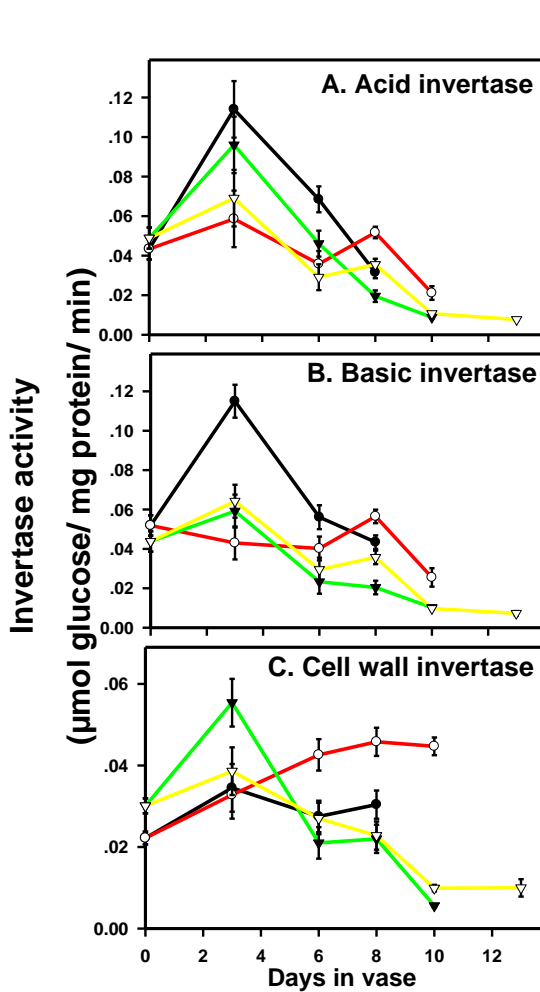 A. Acid invertase
.12
.10
.08
.06
.04
.02
0.00
B. Basic invertase
.12
.10
.08
.06
.04
.02
0.00
C. Cell wall invertase
.06
.04
.02
0.00
0 2 4 6 8 10 12
Days in vase
Invertase activity
(µmol glucose/ mg protein/ min)